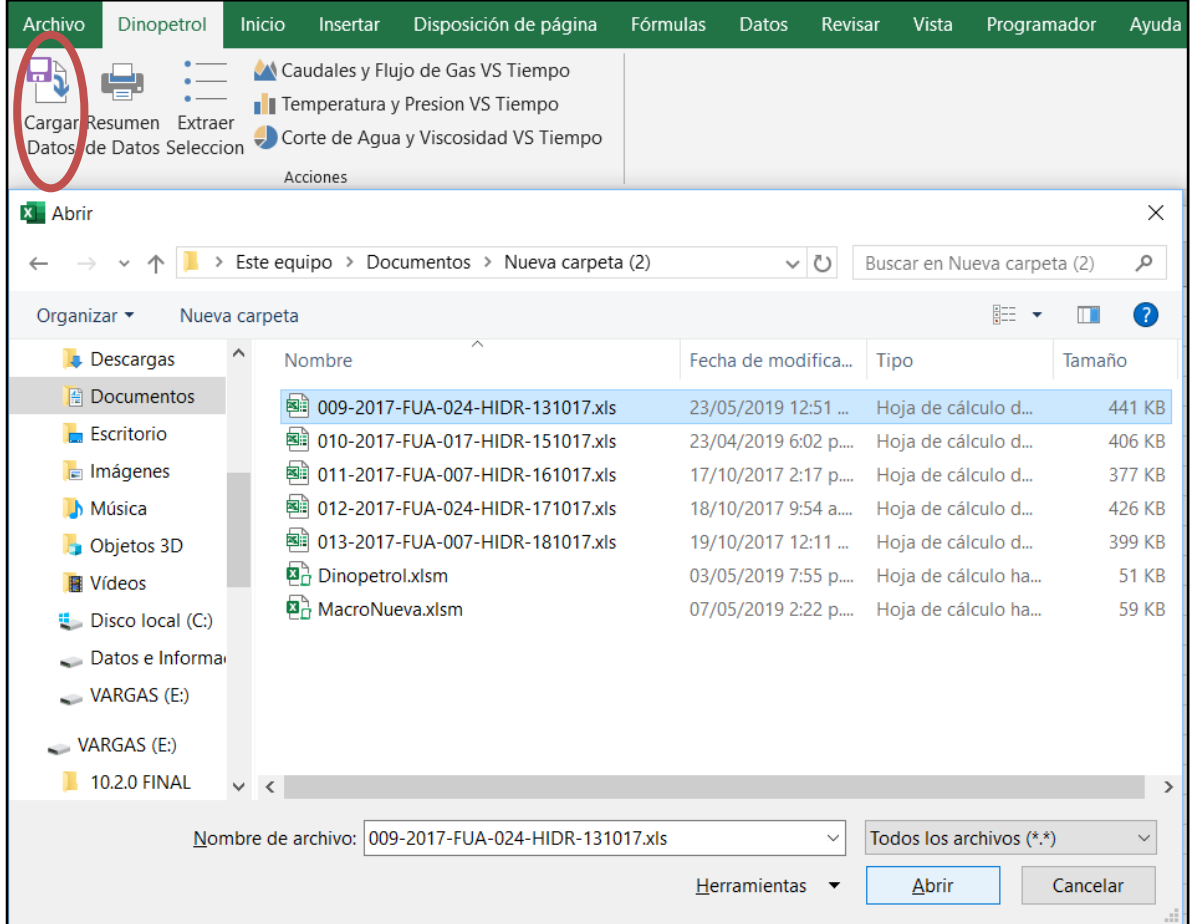 Archivo Dinopetrol Inicio Insertar Disposición de página Fórmulas Datos Revisar Vista Programador Ayuda
Cargar Datos
Resumen de Datos
Extraer Seleccion
Caudales y Flujo de Gas VS Tiempo
Temperatura y Presion VS Tiempo
Corte de Agua y Viscosidad VS Tiempo
Acciones
Abrir
Este equipo > Documentos > Nueva carpeta (2)
Buscar en Nueva carpeta (2)
Organizar Nueva carpeta
Descargas
Documentos
Escritorio
Imágenes
Música
Objetos 3D
Vídeos
Disco local (C:)
Datos e Informa
VARGAS (E:)
VARGAS (E:)
10.2.0 FINAL
Nombre Fecha de modifica... Tipo Tamaño
009-2017-FUA-024-HIDR-131017.xls 23/05/2019 12:51 ... Hoja de cálculo d... 441 KB
010-2017-FUA-017-HIDR-151017.xls 23/04/2019 6:02 p.... Hoja de cálculo d... 406 KB
011-2017-FUA-007-HIDR-161017.xls 17/10/2017 2:17 p.... Hoja de cálculo d... 377 KB
012-2017-FUA-024-HIDR-171017.xls 18/10/2017 9:54 a.... Hoja de cálculo d... 426 KB
013-2017-FUA-007-HIDR-181017.xls 19/10/2017 12:11 ... Hoja de cálculo d... 399 KB
Dinopetrol.xlsm 03/05/2019 7:55 p.... Hoja de cálculo ha... 51 KB
MacroNueva.xlsm 07/05/2019 2:22 p.... Hoja de cálculo ha... 59 KB
Nombre de archivo: 009-2017-FUA-024-HIDR-131017.xls Todos los archivos (*.*)
Herramientas Abrir Cancelar